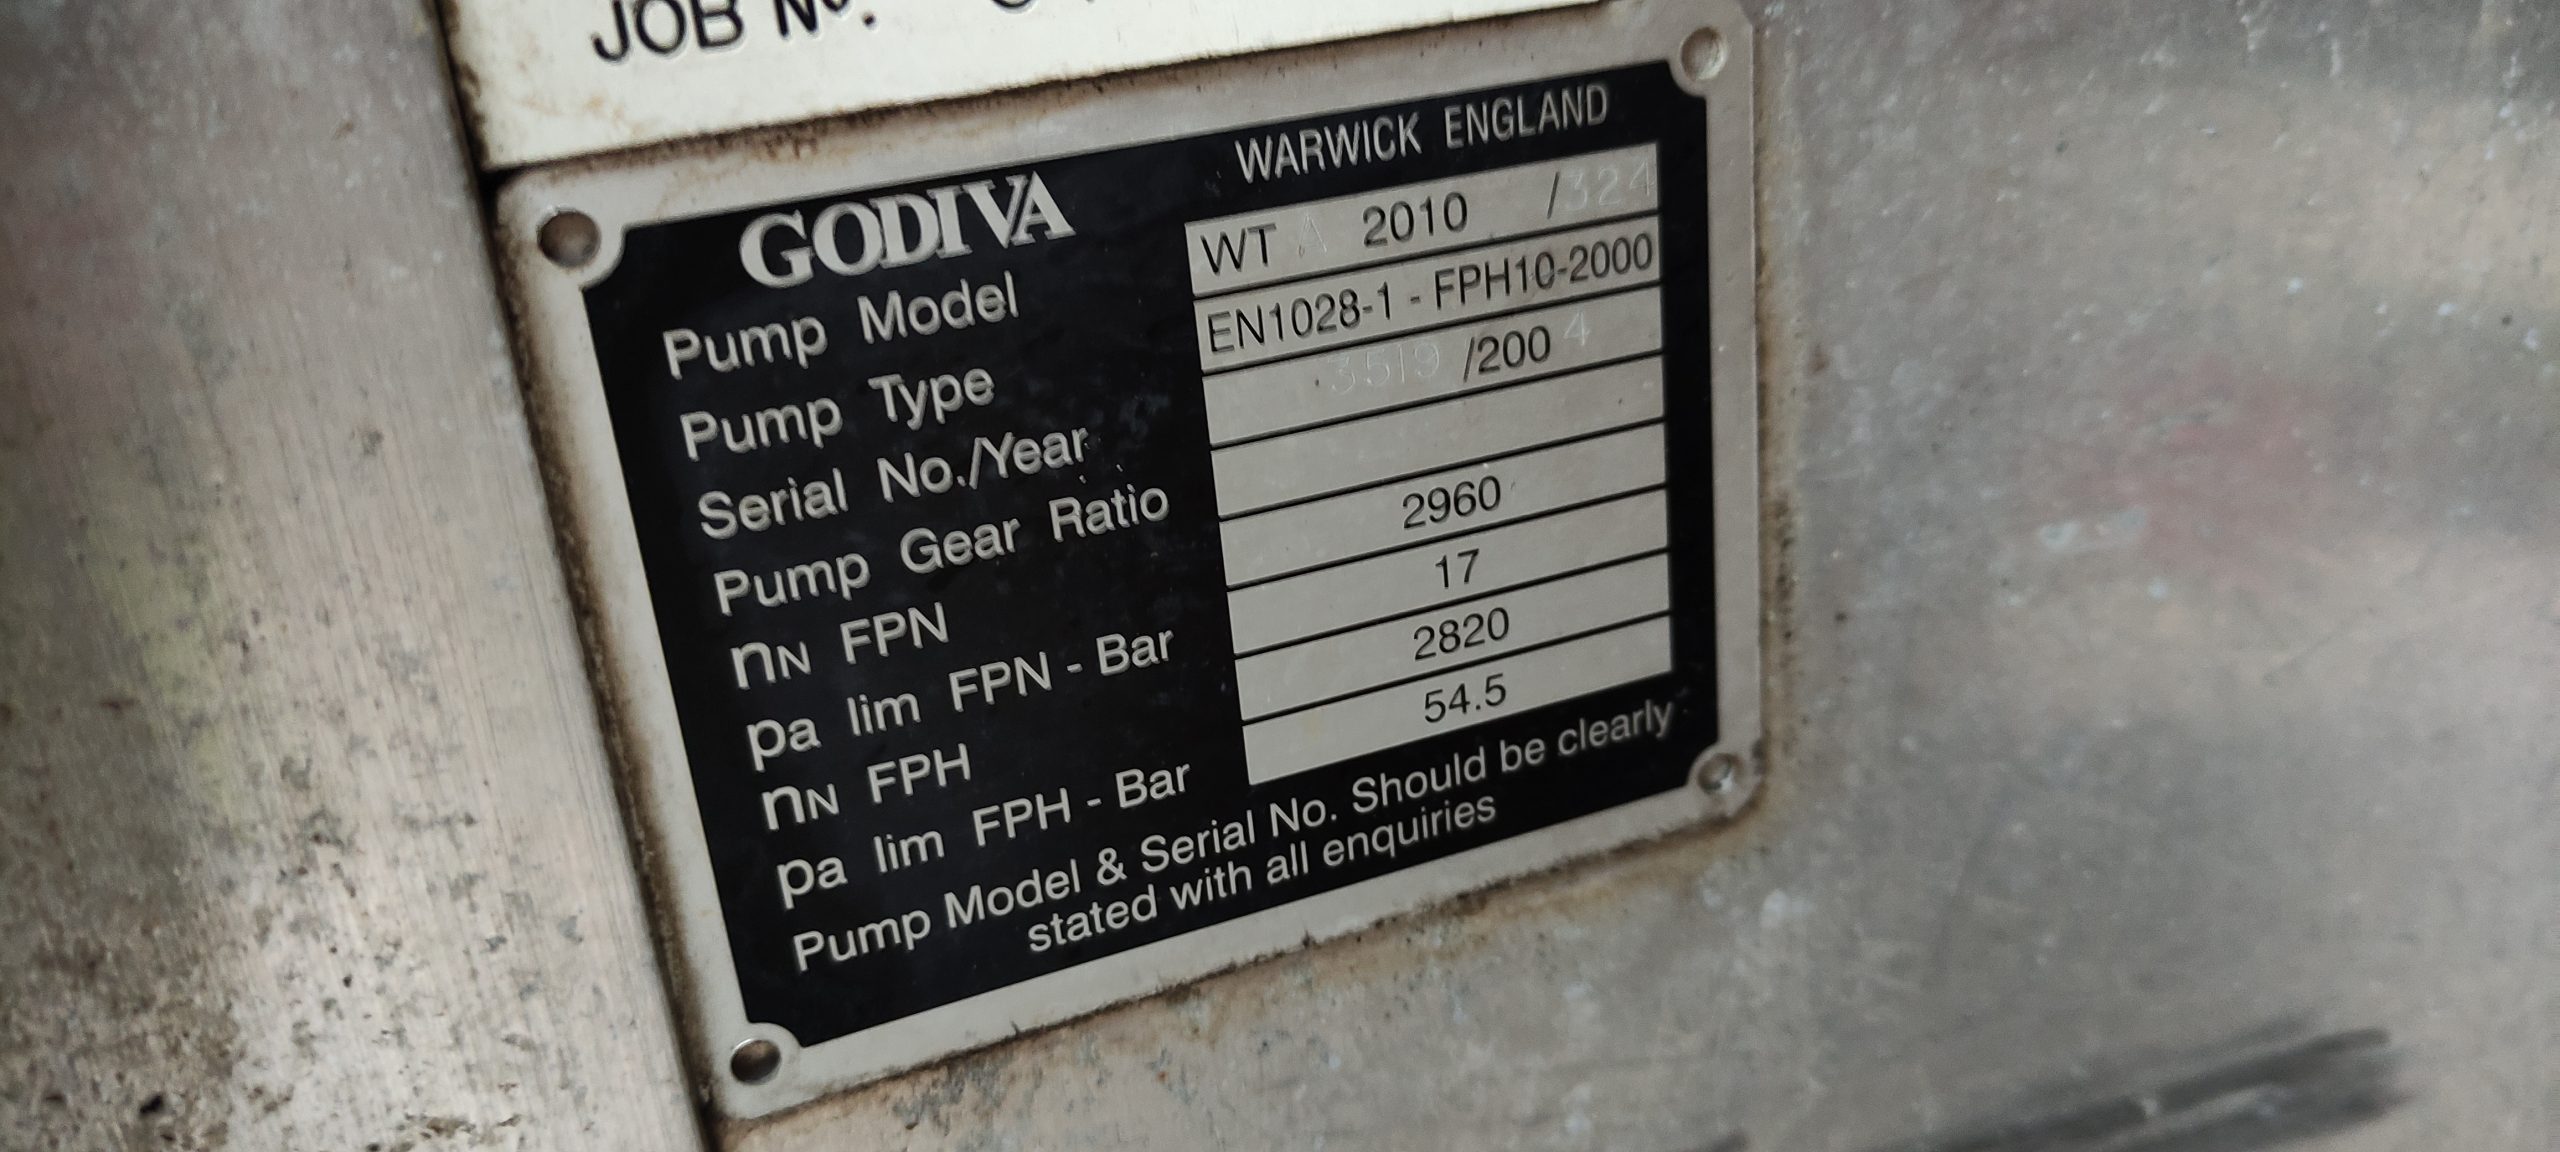 JOB Nº.
GODIVA WARWICK ENGLAND
Pump Model WT A 2010 /324
Pump Type EN1028-1 - FPH10-2000
Serial No./Year 3519 /2004
Pump Gear Ratio
nN FPN 2960
pa lim FPN - Bar 17
nN FPH 2820
pa lim FPH - Bar 54.5
Pump Model & Serial No. Should be clearly
stated with all enquiries